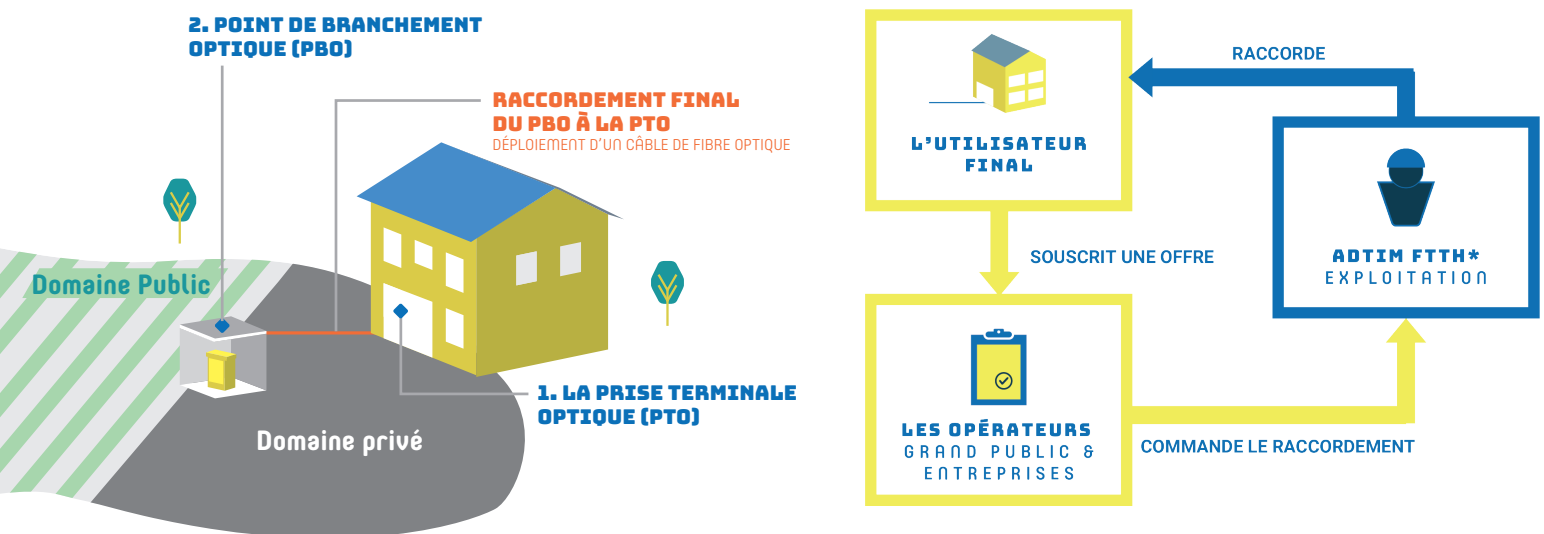 2. POINT DE BRANCHEMENT
OPTIQUE (PBO)
RACCORDEMENT FINAL
DU PBO À LA PTO
DÉPLOIEMENT D'UN CÂBLE DE FIBRE OPTIQUE
Domaine Public
1. LA PRISE TERMINALE
OPTIQUE (PTO)
Domaine privé
RACCORDE
L'UTILISATEUR
FINAL
SOUSCRIT UNE OFFRE
ADTIM FTTH*
EXPLOITATION
LES OPÉRATEURS
GRAND PUBLIC &
ENTREPRISES
COMMANDE LE RACCORDEMENT